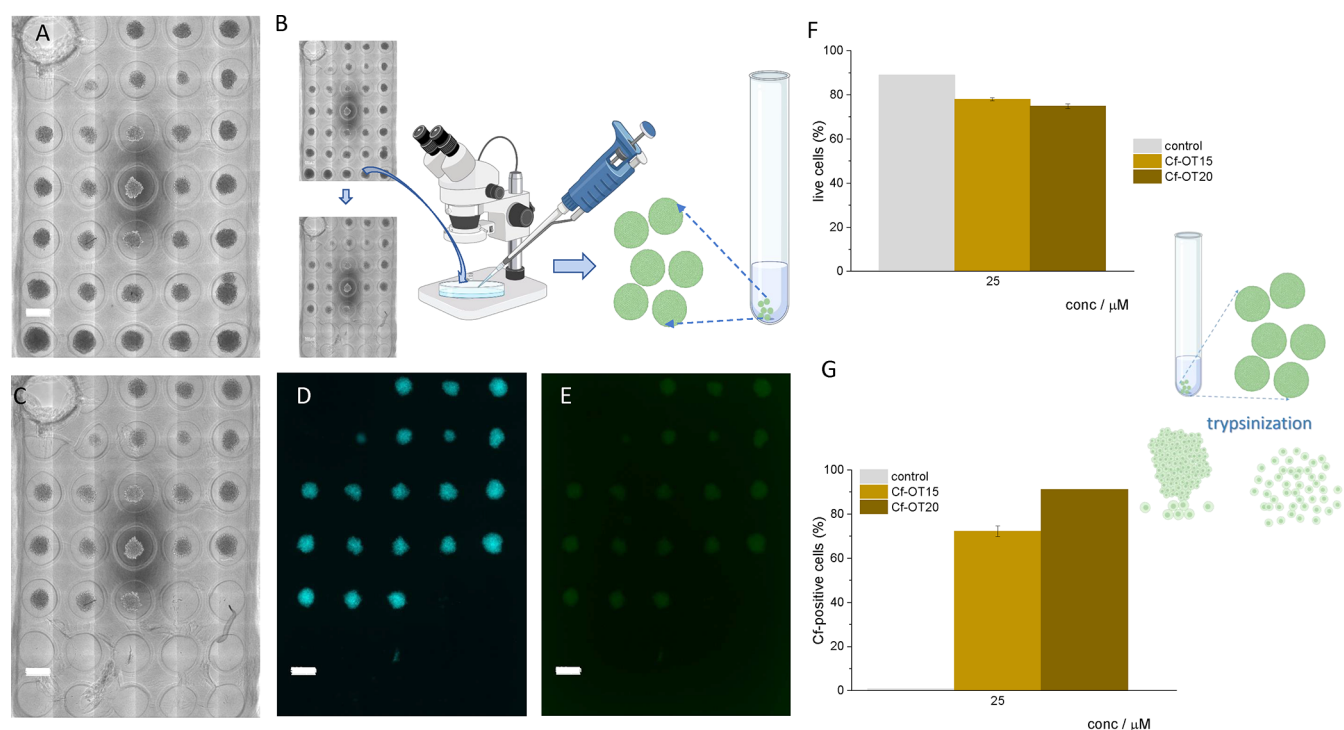 A
B
F
100
80
60
40
20
0
live cells (%)
25
conc / μM
control
Cf-OT15
Cf-OT20
C
D
E
G
trypsinization
100
80
60
40
20
0
Cf-positive cells (%)
control
Cf-OT15
Cf-OT20
25
conc / μM